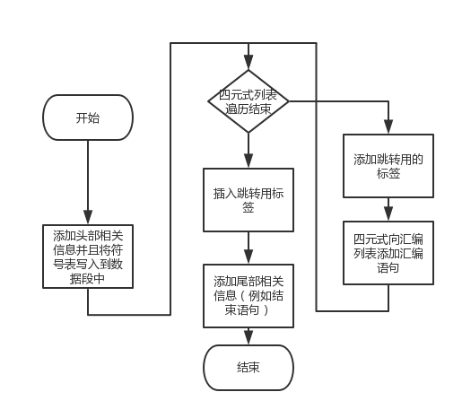 开始
添加头部相关
信息并且将符
号表写入到数
据段中
四元式列表
遍历结束
插入跳转用标
签
添加尾部相关
信息（例如结
束语句）
结束
添加跳转用的
标签
四元式向汇编
列表添加汇编
语句